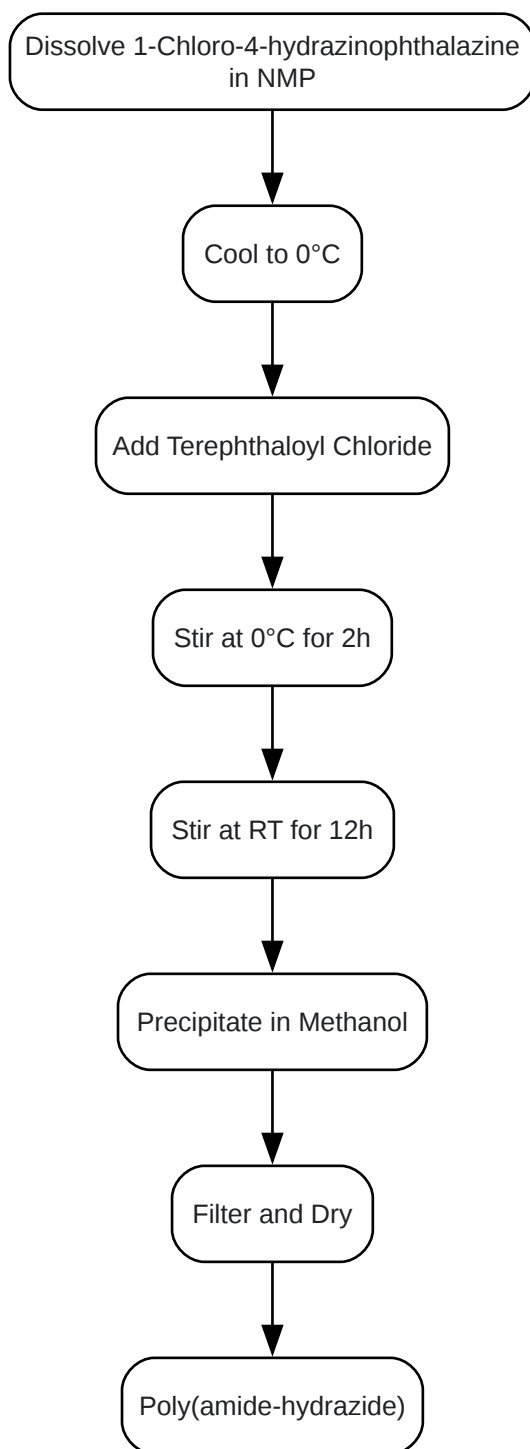 Dissolve 1-Chloro-4-hydrazinophthalazine
in NMP
Cool to 0°C
Add Terephthaloyl Chloride
Stir at 0°C for 2h
Stir at RT for 12h
Precipitate in Methanol
Filter and Dry
Poly(amide-hydrazide)